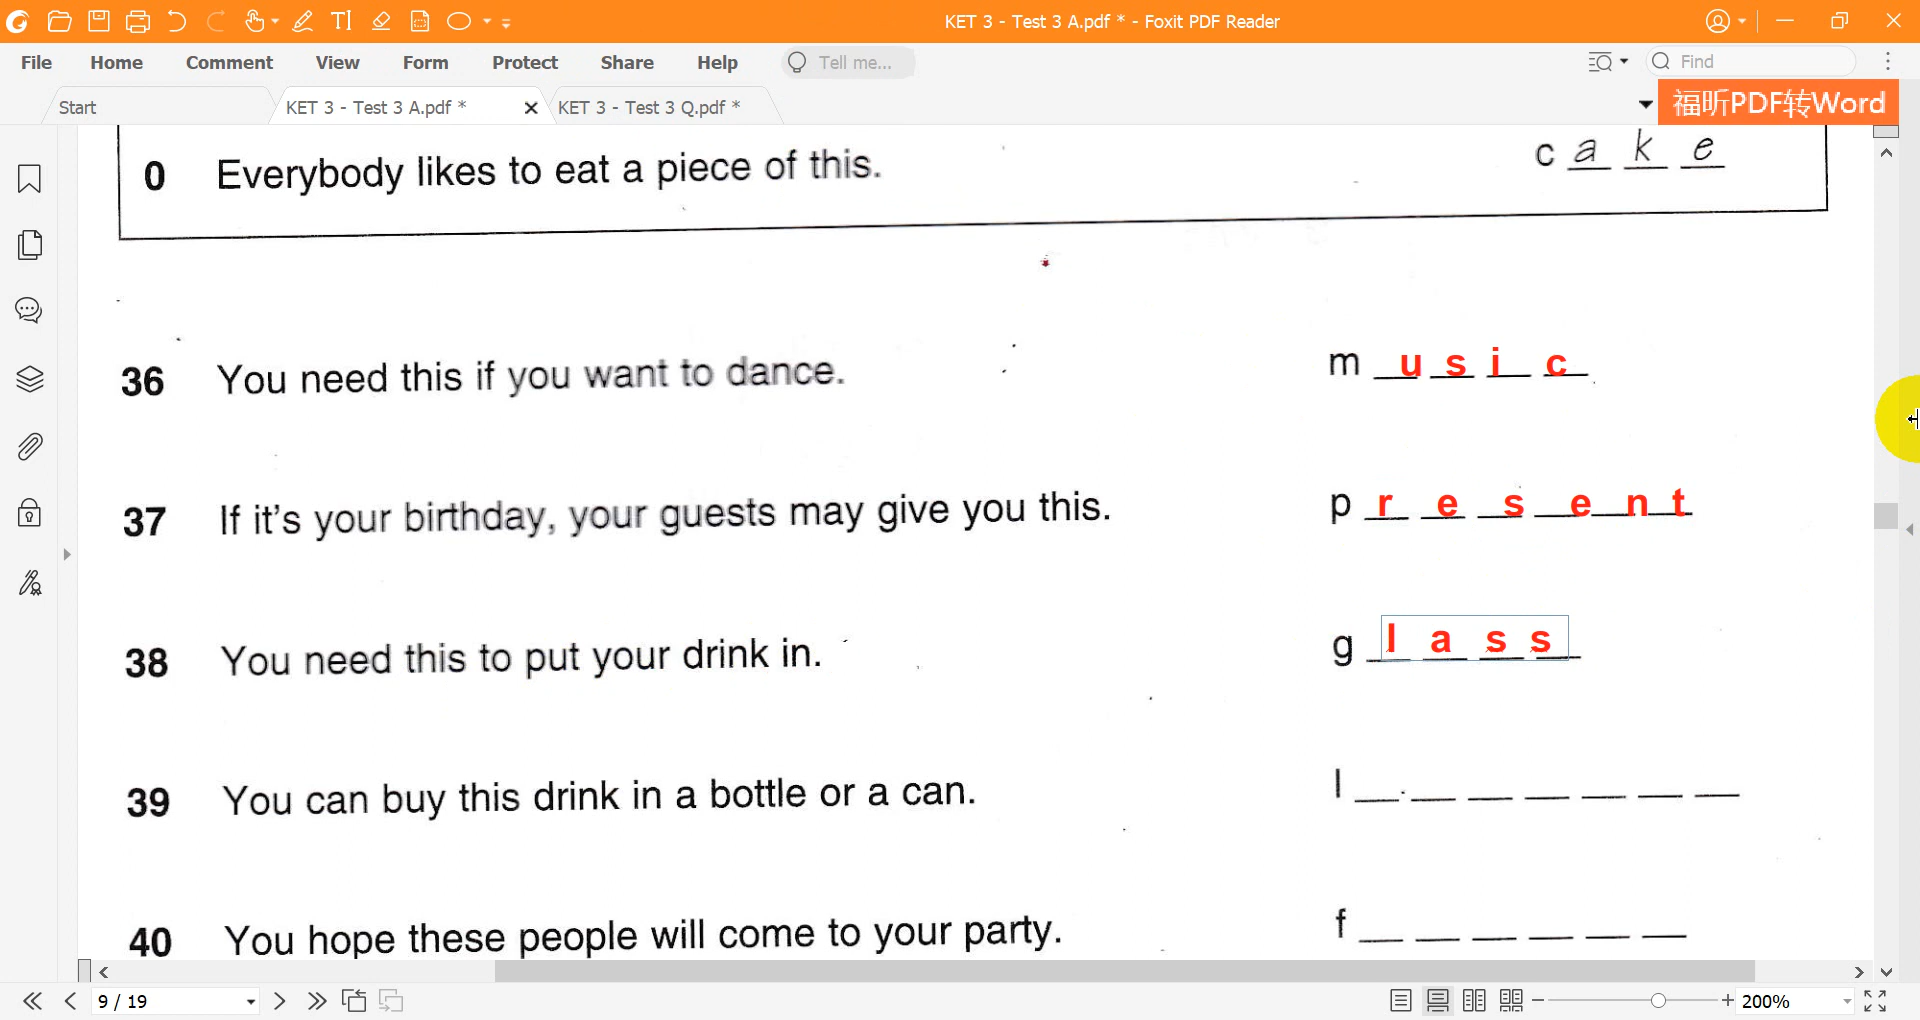 KET 3 - Test 3 A.pdf * - Foxit PDF Reader
File Home Comment View Form Protect Share Help Tell me... Find
Start KET 3 - Test 3 A.pdf * KET 3 - Test 3 Q.pdf * 福昕PDF转Word
0 Everybody likes to eat a piece of this. c a k e
36 You need this if you want to dance. m u s i c
37 If it's your birthday, your guests may give you this. p r e s e n t
38 You need this to put your drink in. g l a s s
39 You can buy this drink in a bottle or a can. l _ _ _ _ _ _ _
40 You hope these people will come to your party. f _ _ _ _ _ _
9 / 19 200%